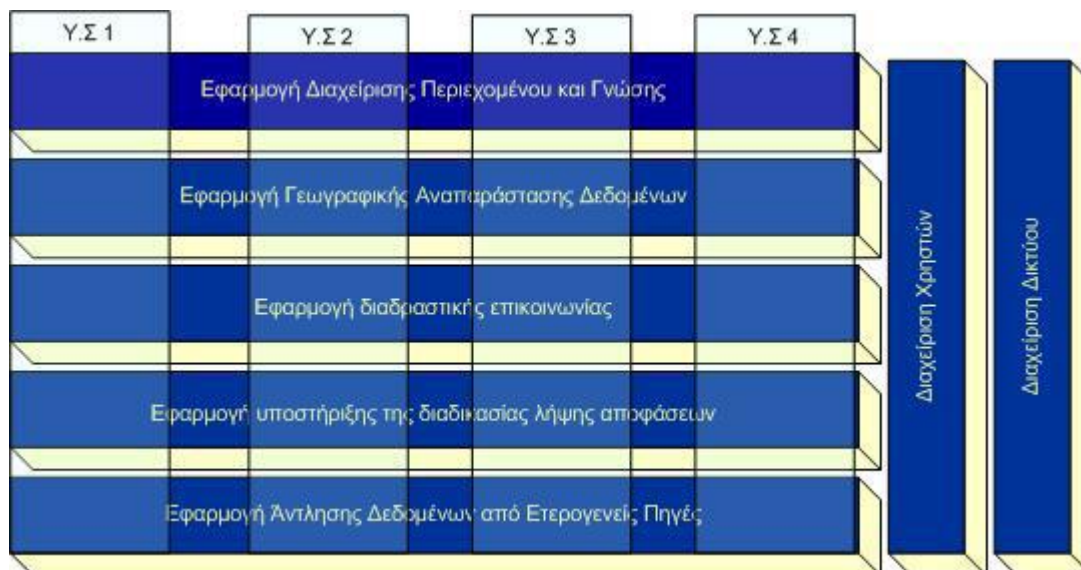 Υ.Σ 1
Υ.Σ 2
Υ.Σ 3
Υ.Σ 4
Εφαρμογή Διαχείρισης Περιεχομένου και Γνώσης
Εφαρμογή Γεωγραφικής Αναπαράστασης Δεδομένων
Εφαρμογή διαδραστικής επικοινωνίας
Εφαρμογή υποστήριξης της διαδικασίας λήψης αποφάσεων
Εφαρμογή Άντλησης Δεδομένων από Ετερογενείς Πηγές
Διαχείριση Χρηστών
Διαχείριση Δικτύου